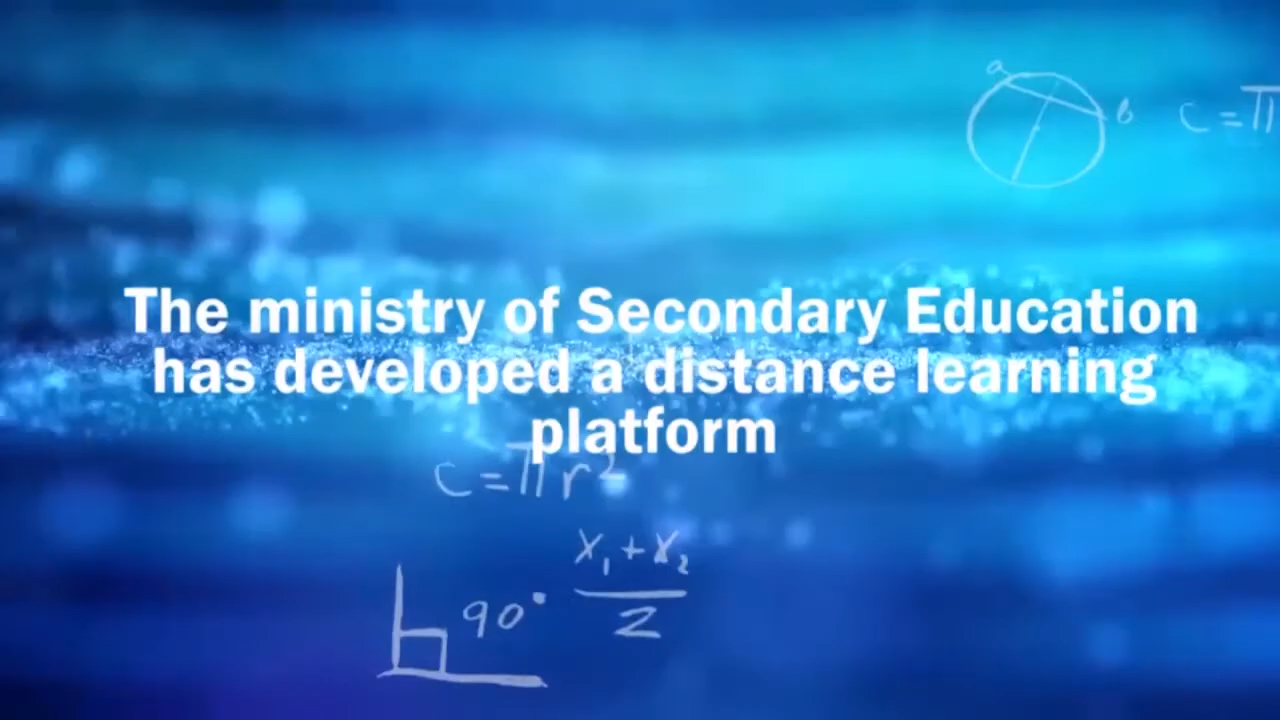 a
b
c=π
The ministry of Secondary Education
has developed a distance learning
platform
c=πr²
x₁+x₂
90°
2